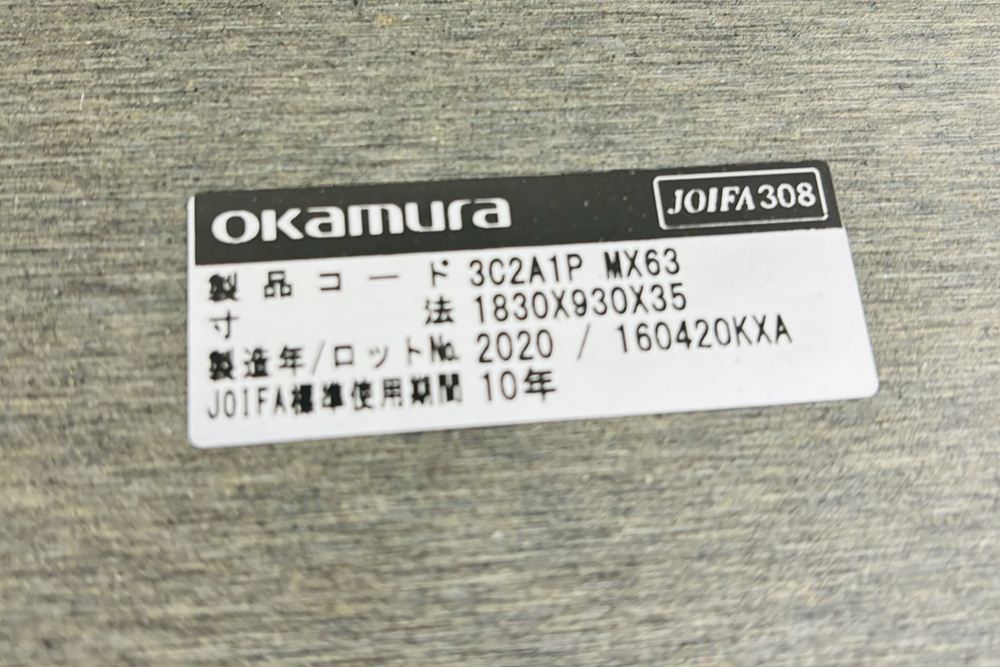 okamura
JOIFA308
製品コード 3C2A1P MX63
寸法 1830X930X35
製造年/ロット№ 2020 / 160420KXA
JOIFA標準使用期間 10年